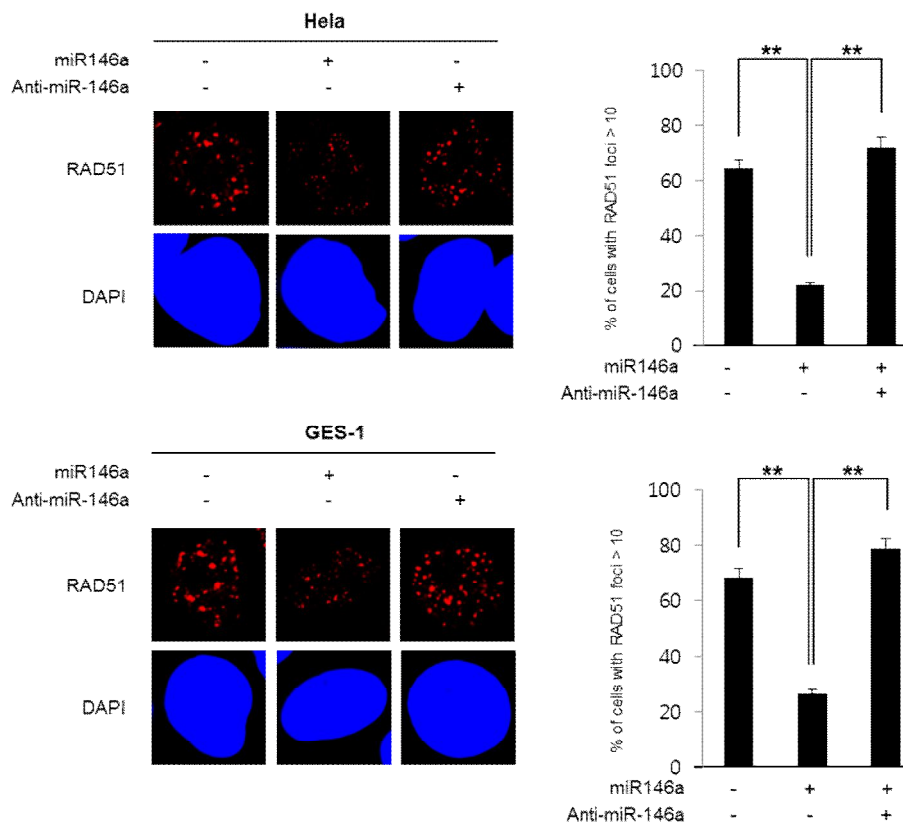 Hela
miR146a - + -
Anti-miR-146a - - +
RAD51
DAPI
** **
% of cells with RAD51 foci > 10
100
80
60
40
20
0
miR146a - + +
Anti-miR-146a - - +
GES-1
miR146a - + -
Anti-miR-146a - - +
RAD51
DAPI
** **
% of cells with RAD51 foci > 10
100
80
60
40
20
0
miR146a - + +
Anti-miR-146a - - +